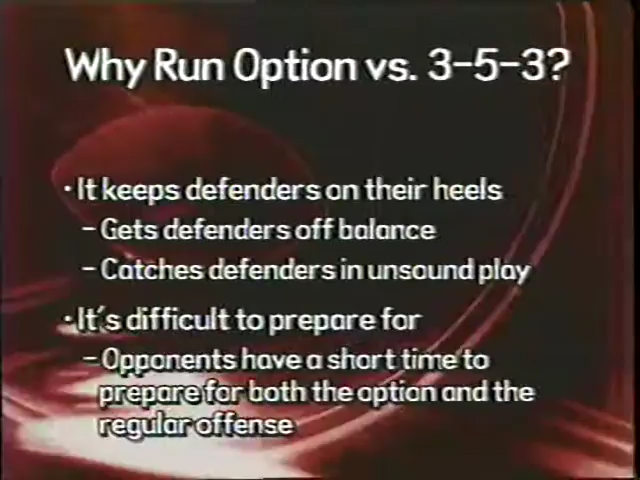 Why Run Option vs. 3-5-3?
• It keeps defenders on their heels
- Gets defenders off balance
- Catches defenders in unsound play
• It's difficult to prepare for
- Opponents have a short time to
prepare for both the option and the
regular offense